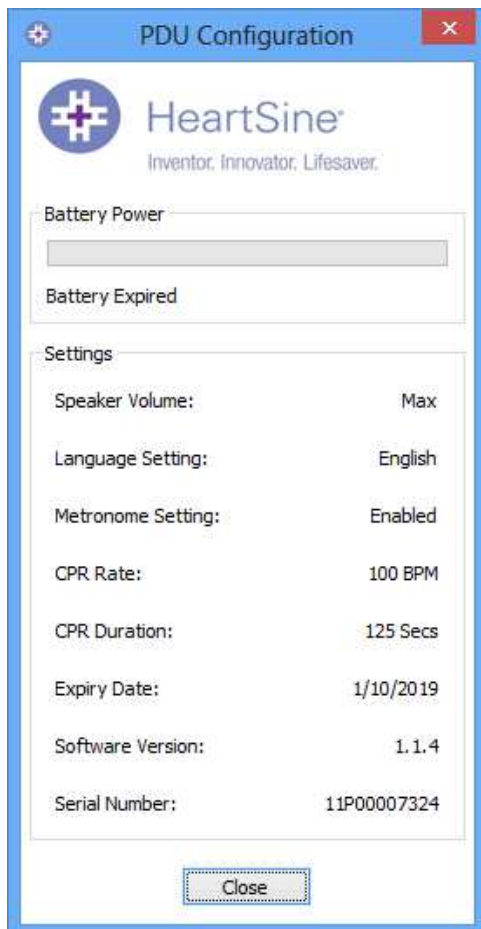 PDU Configuration
HeartSine®
Inventor. Innovator. Lifesaver.
Battery Power
Battery Expired
Settings
Speaker Volume: Max
Language Setting: English
Metronome Setting: Enabled
CPR Rate: 100 BPM
CPR Duration: 125 Secs
Expiry Date: 1/10/2019
Software Version: 1.1.4
Serial Number: 11P00007324
Close